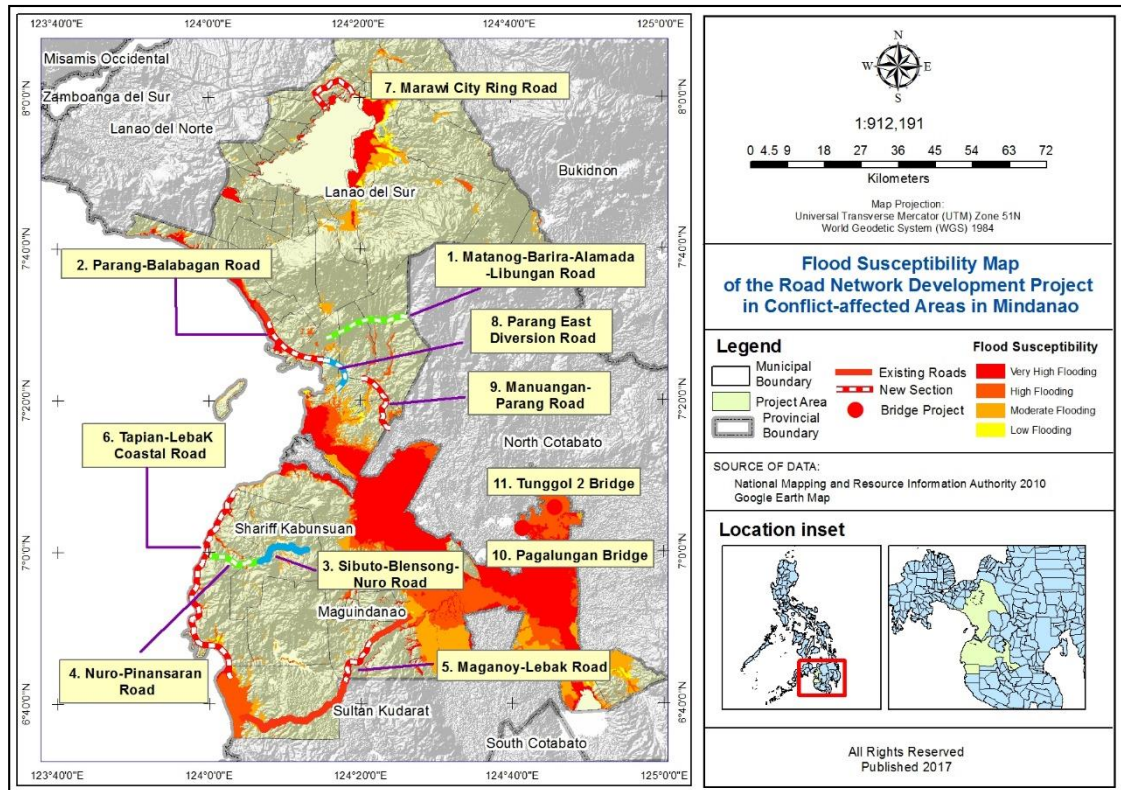 123°40'0"E
124°0'0"E
124°20'0"E
124°40'0"E
125°0'0"E
8°0'0"N
7°40'0"N
7°20'0"N
7°0'0"N
6°40'0"N
Misamis Occidental
Zamboanga del Sur
Lanao del Norte
7. Marawi City Ring Road
Bukidnon
Lanao del Sur
2. Parang-Balabagan Road
1. Matanog-Barira-Alamada
-Libungan Road
8. Parang East
Diversion Road
9. Manuangan-
Parang Road
North Cotabato
6. Tapian-LebaK
Coastal Road
11. Tunggol 2 Bridge
Shariff Kabunsuan
10. Pagalungan Bridge
3. Sibuto-Blensong-
Nuro Road
Maguindanao
4. Nuro-Pinansaran
Road
5. Maganoy-Lebak Road
Sultan Kudarat
South Cotabato
8°0'0"N
7°40'0"N
7°20'0"N
7°0'0"N
6°40'0"N
123°40'0"E
124°0'0"E
124°20'0"E
124°40'0"E
125°0'0"E
N
W
E
S
1:912,191
0 4.5 9 18 27 36 45 54 63 72
Kilometers
Map Projection:
Universal Transverse Mercator (UTM) Zone 51N
World Geodetic System (WGS) 1984
Flood Susceptibility Map
of the Road Network Development Project
in Conflict-affected Areas in Mindanao
Legend
Municipal
Boundary
Project Area
Provincial
Boundary
Existing Roads
New Section
Bridge Project
Flood Susceptibility
Very High Flooding
High Flooding
Moderate Flooding
Low Flooding
SOURCE OF DATA:
National Mapping and Resource Information Authority 2010
Google Earth Map
Location inset
All Rights Reserved
Published 2017